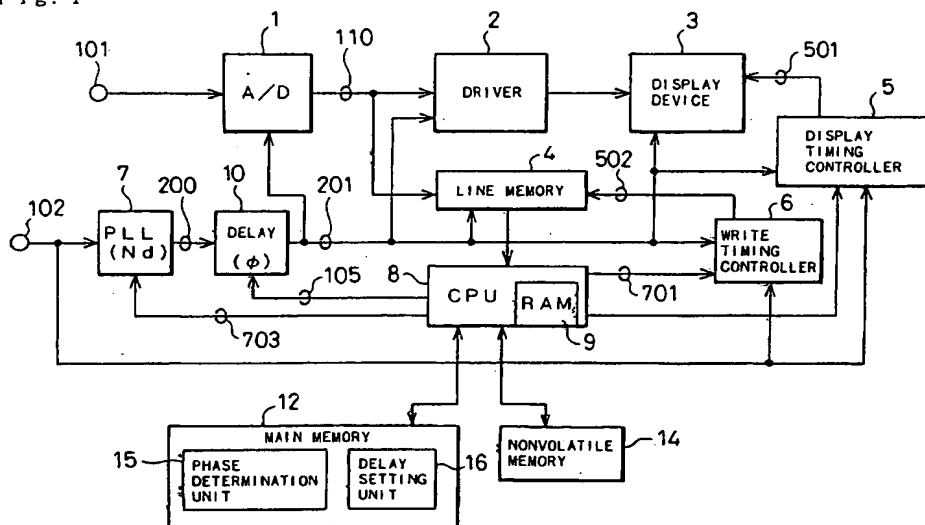 1
2
3
101
110
501
A/D
DRIVER
DISPLAY
DEVICE
5
DISPLAY
TIMING
CONTROLLER
4
502
7
200
10
201
LINE MEMORY
6
102
PLL
(Nd)
DELAY
(φ)
WRITE
TIMING
CONTROLLER
105
8
CPU
RAM
701
703
9
12
MAIN MEMORY
15
PHASE
DETERMINATION
UNIT
DELAY
SETTING
UNIT
16
NONVOLATILE
MEMORY
14